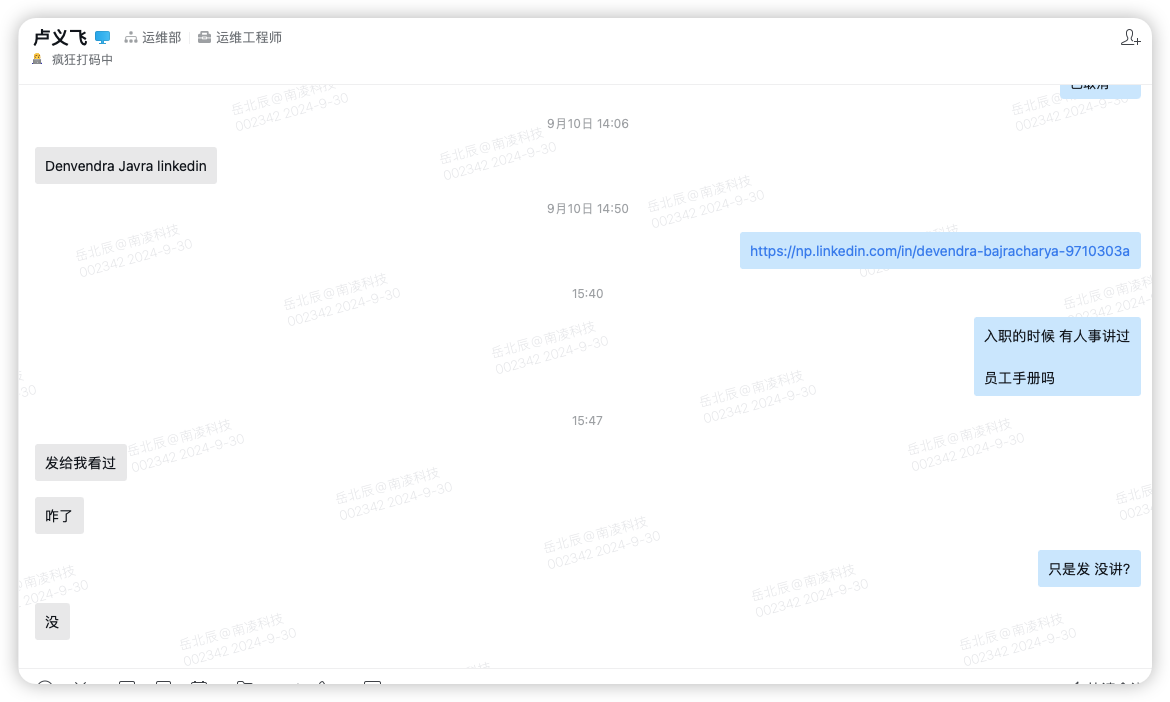 卢义飞 运维部 运维工程师
疯狂打码中
已取消
9月10日 14:06
Denvendra Javra linkedin
9月10日 14:50
https://np.linkedin.com/in/devendra-bajracharya-9710303a
15:40
入职的时候 有人事讲过
员工手册吗
15:47
发给我看过
咋了
只是发 没讲?
没
岳北辰@南凌科技
002342 2024-9-30